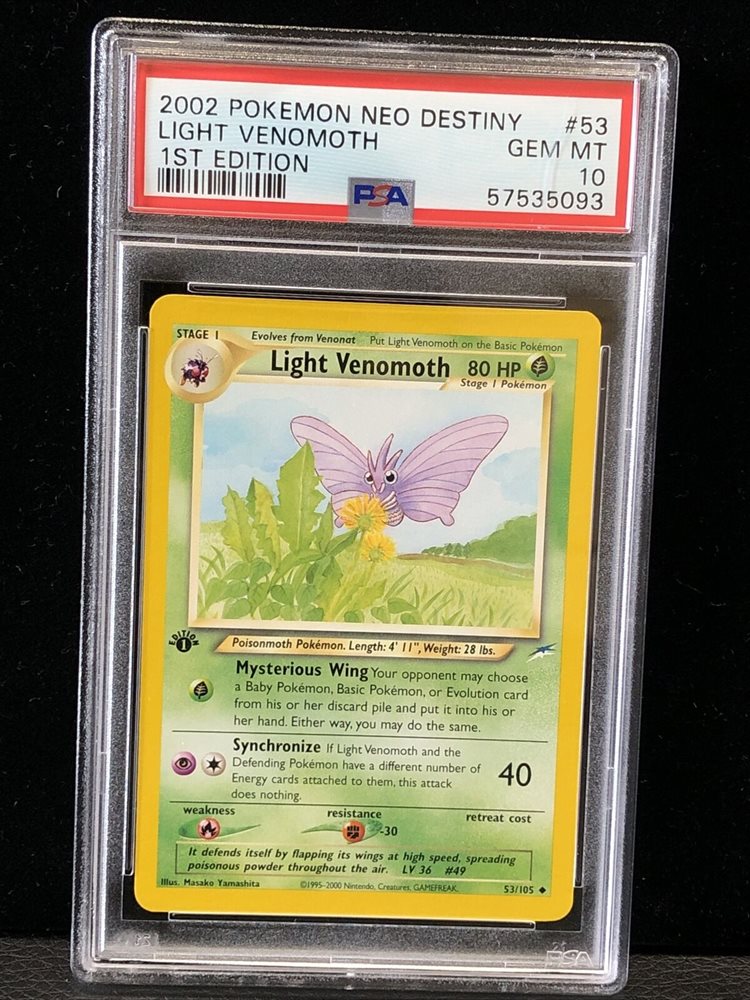 2002 POKEMON NEO DESTINY #53
LIGHT VENOMOTH GEM MT
1ST EDITION 10
PSA 57535093
STAGE 1 Evolves from Venonat Put Light Venomoth on the Basic Pokémon
Light Venomoth 80 HP
Stage 1 Pokémon
EDITION
1
Poisonmoth Pokémon. Length: 4' 11", Weight: 28 lbs.
Mysterious Wing Your opponent may choose
a Baby Pokémon, Basic Pokémon, or Evolution card
from his or her discard pile and put it into his or
her hand. Either way, you may do the same.
Synchronize If Light Venomoth and the
Defending Pokémon have a different number of
Energy cards attached to them, this attack
does nothing.
40
weakness resistance retreat cost
-30
It defends itself by flapping its wings at high speed, spreading
poisonous powder throughout the air. LV 36 #49
Illus. Masako Yamashita ©1995-2000 Nintendo, Creatures, GAMEFREAK. 53/105
PSA